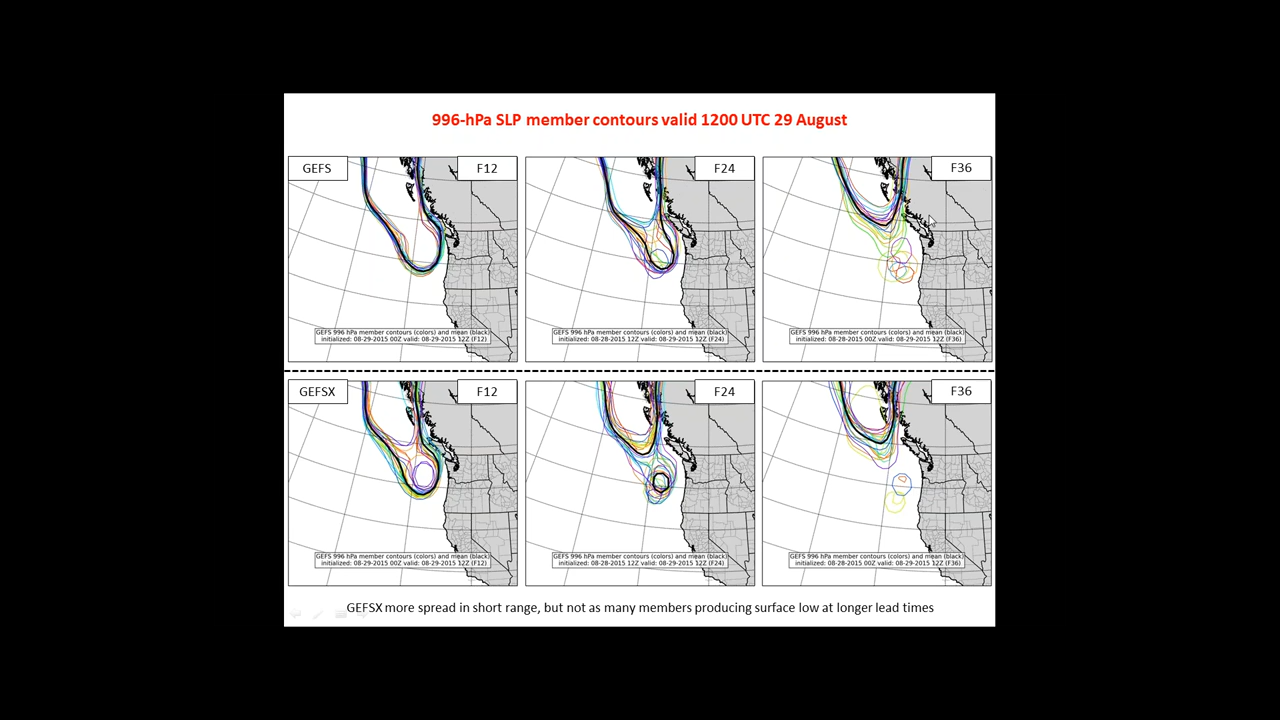 996-hPa SLP member contours valid 1200 UTC 29 August
GEFS
F12
F24
F36
GEFS 996 hPa member contours (colors) and mean (black)
initialized: 08-29-2015 00Z valid: 08-29-2015 12Z (F12)
GEFS 996 hPa member contours (colors) and mean (black)
initialized: 08-28-2015 12Z valid: 08-29-2015 12Z (F24)
GEFS 996 hPa member contours (colors) and mean (black)
initialized: 08-28-2015 00Z valid: 08-29-2015 12Z (F36)
GEFSX
F12
F24
F36
GEFS 996 hPa member contours (colors) and mean (black)
initialized: 08-29-2015 00Z valid: 08-29-2015 12Z (F12)
GEFS 996 hPa member contours (colors) and mean (black)
initialized: 08-28-2015 12Z valid: 08-29-2015 12Z (F24)
GEFS 996 hPa member contours (colors) and mean (black)
initialized: 08-28-2015 00Z valid: 08-29-2015 12Z (F36)
GEFSX more spread in short range, but not as many members producing surface low at longer lead times